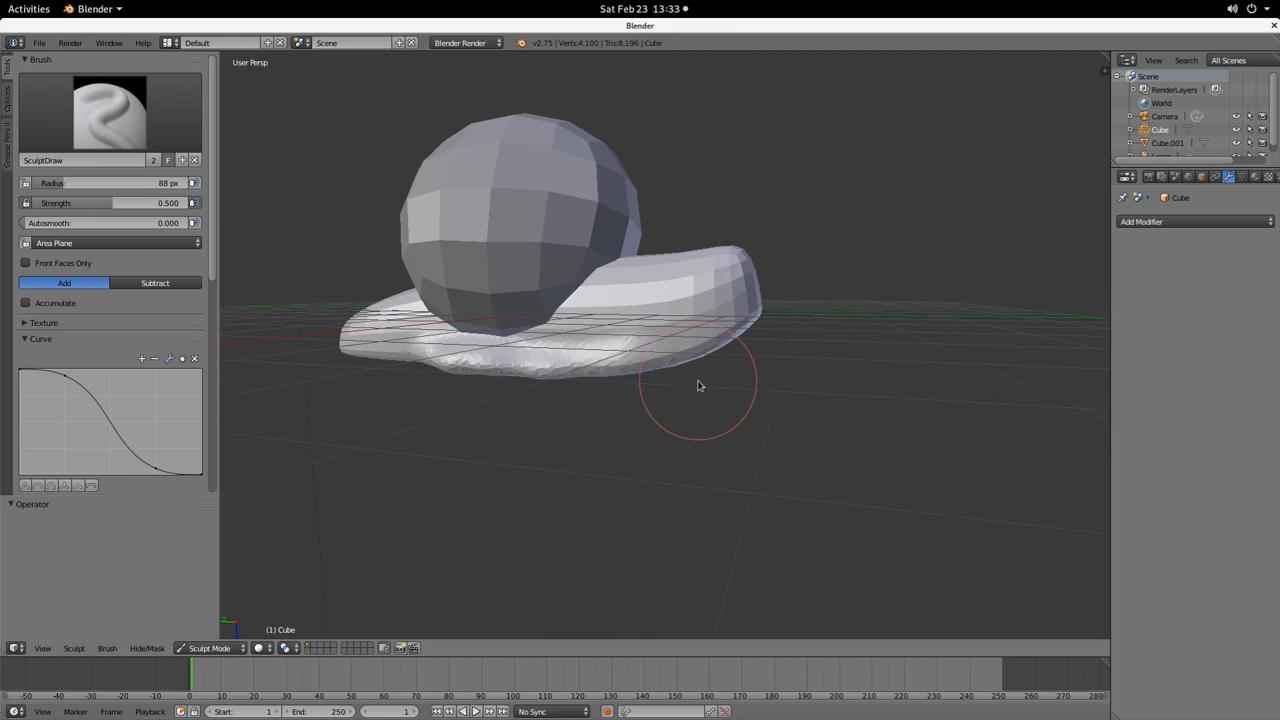 Activities Blender Sat Feb 23 13:33
Blender
File Render Window Help Default Scene Blender Render v2.75 | Verts:4,100 | Tris:8,196 | Cube
Tools
Options
Grease Pencil
Brush
SculptDraw 2 F
Radius: 88 px
Strength: 0.500
Autosmooth: 0.000
Area Plane
Front Faces Only
Add Subtract
Accumulate
Texture
Curve
Operator
User Persp
(1) Cube
View Search All Scenes
Scene
RenderLayers
World
Camera
Cube
Cube.001
Cube
Add Modifier
View Sculpt Brush Hide/Mask Sculpt Mode
-50 -40 -30 -20 -10 0 10 20 30 40 50 60 70 80 90 100 110 120 130 140 150 160 170 180 190 200 210 220 230 240 250 260 270 280
View Marker Frame Playback Start: 1 End: 250 1 No Sync